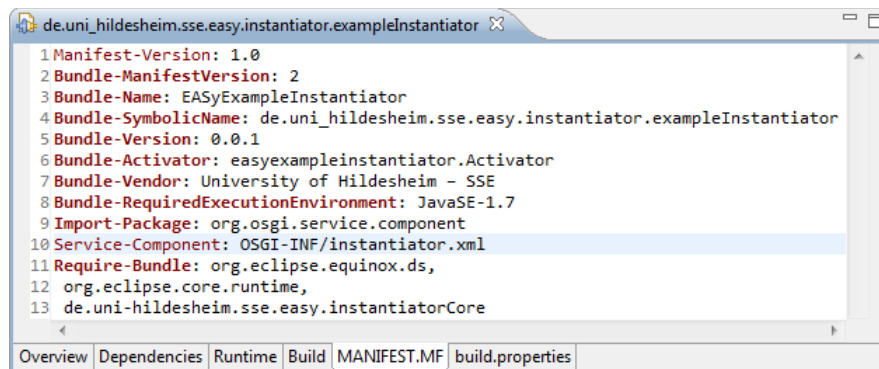 de.uni_hildesheim.sse.easy.instantiator.exampleInstantiator
1 Manifest-Version: 1.0
2 Bundle-ManifestVersion: 2
3 Bundle-Name: EASyExampleInstantiator
4 Bundle-SymbolicName: de.uni_hildesheim.sse.easy.instantiator.exampleInstantiator
5 Bundle-Version: 0.0.1
6 Bundle-Activator: easyexampleinstantiator.Activator
7 Bundle-Vendor: University of Hildesheim – SSE
8 Bundle-RequiredExecutionEnvironment: JavaSE-1.7
9 Import-Package: org.osgi.service.component
10 Service-Component: OSGI-INF/instantiator.xml
11 Require-Bundle: org.eclipse.equinox.ds,
12 org.eclipse.core.runtime,
13 de.uni-hildesheim.sse.easy.instantiatorCore
Overview Dependencies Runtime Build MANIFEST.MF build.properties